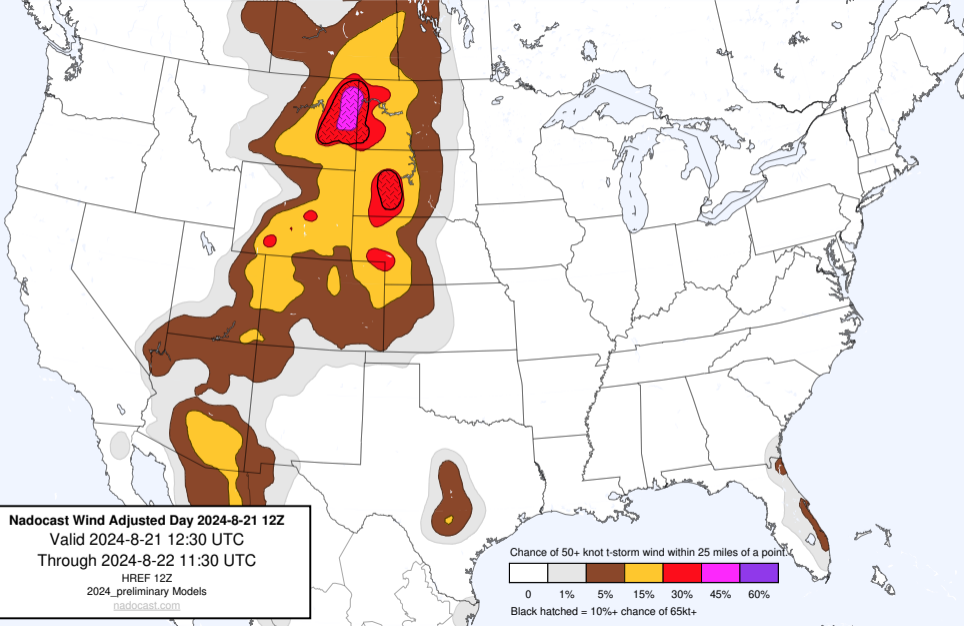 Nadocast Wind Adjusted Day 2024-8-21 12Z
Valid 2024-8-21 12:30 UTC
Through 2024-8-22 11:30 UTC
HREF 12Z
2024_preliminary Models
nadocast.com
Chance of 50+ knot t-storm wind within 25 miles of a point.
0 1% 5% 15% 30% 45% 60%
Black hatched = 10%+ chance of 65kt+